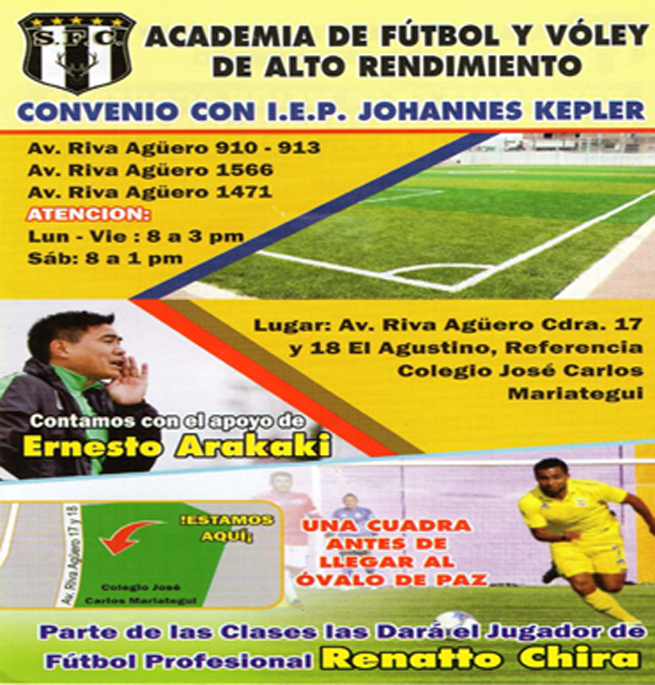 S.F.C.
ACADEMIA DE FÚTBOL Y VÓLEY
DE ALTO RENDIMIENTO
CONVENIO CON I.E.P. JOHANNES KEPLER
Av. Riva Agüero 910 - 913
Av. Riva Agüero 1566
Av. Riva Agüero 1471
ATENCION:
Lun - Vie : 8 a 3 pm
Sáb: 8 a 1 pm
Lugar: Av. Riva Agüero Cdra. 17
y 18 El Agustino, Referencia
Colegio José Carlos
Mariategui
Contamos con el apoyo de
Ernesto Arakaki
Av. Riva Agüero 17 y 18
!ESTAMOS
AQUÍ¡
Colegio José
Carlos Mariategui
UNA CUADRA
ANTES DE
LLEGAR AL
ÓVALO DE PAZ
Parte de las Clases las Dará el Jugador de
Fútbol Profesional Renatto Chira